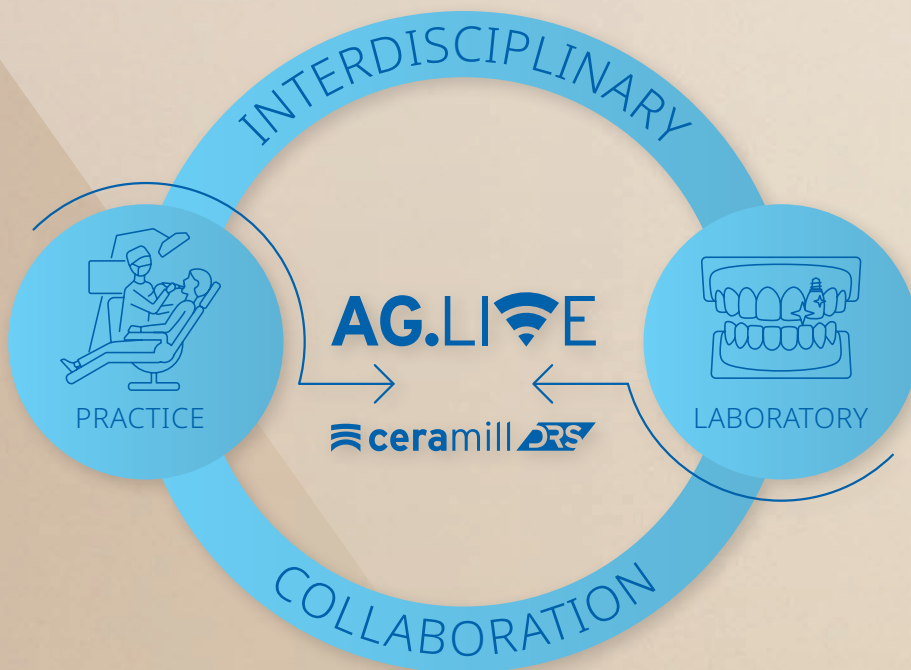 INTERDISCIPLINARY
AG.LIVE
PRACTICE
LABORATORY
ceramill DRS
COLLABORATION